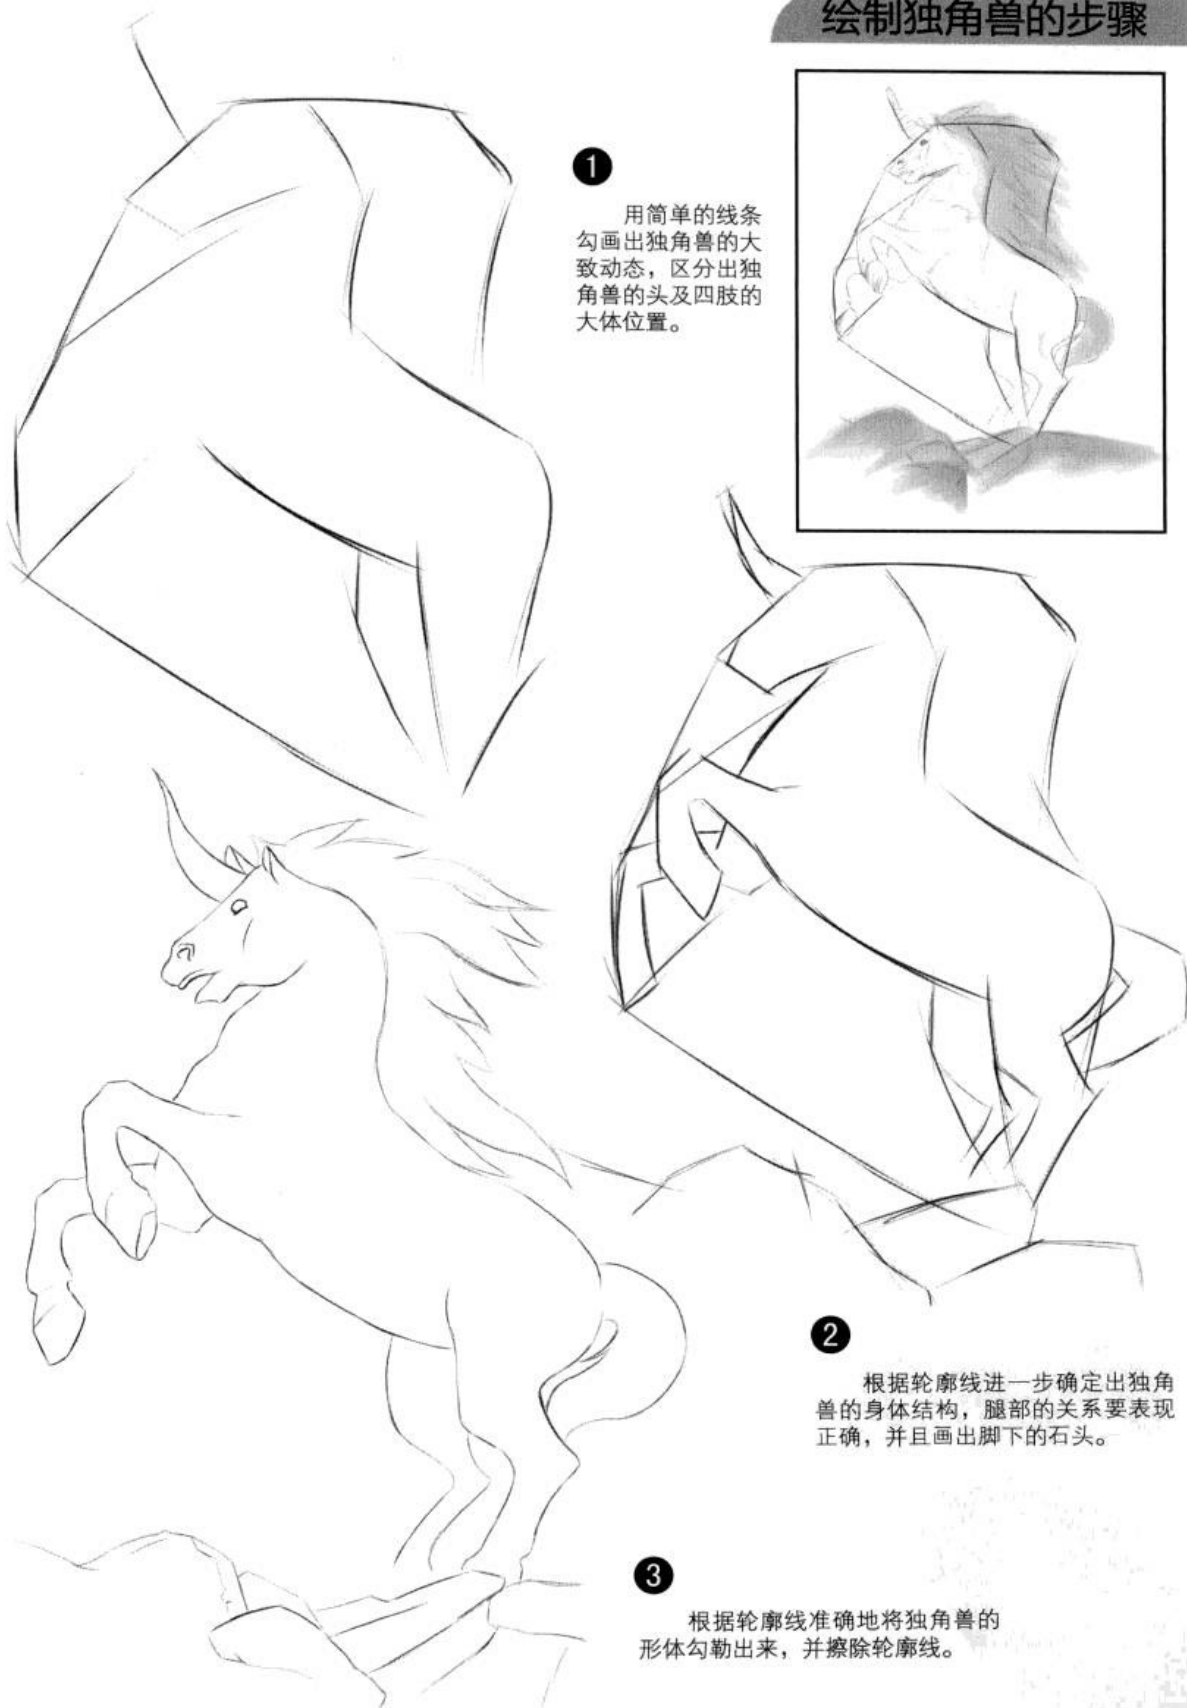 绘制独角兽的步骤
1
用简单的线条
勾画出独角兽的大
致动态，区分出独
角兽的头及四肢的
大体位置。
2
根据轮廓线进一步确定出独角
兽的身体结构，腿部的关系要表现
正确，并且画出脚下的石头。
3
根据轮廓线准确地将独角兽的
形体勾勒出来，并擦除轮廓线。